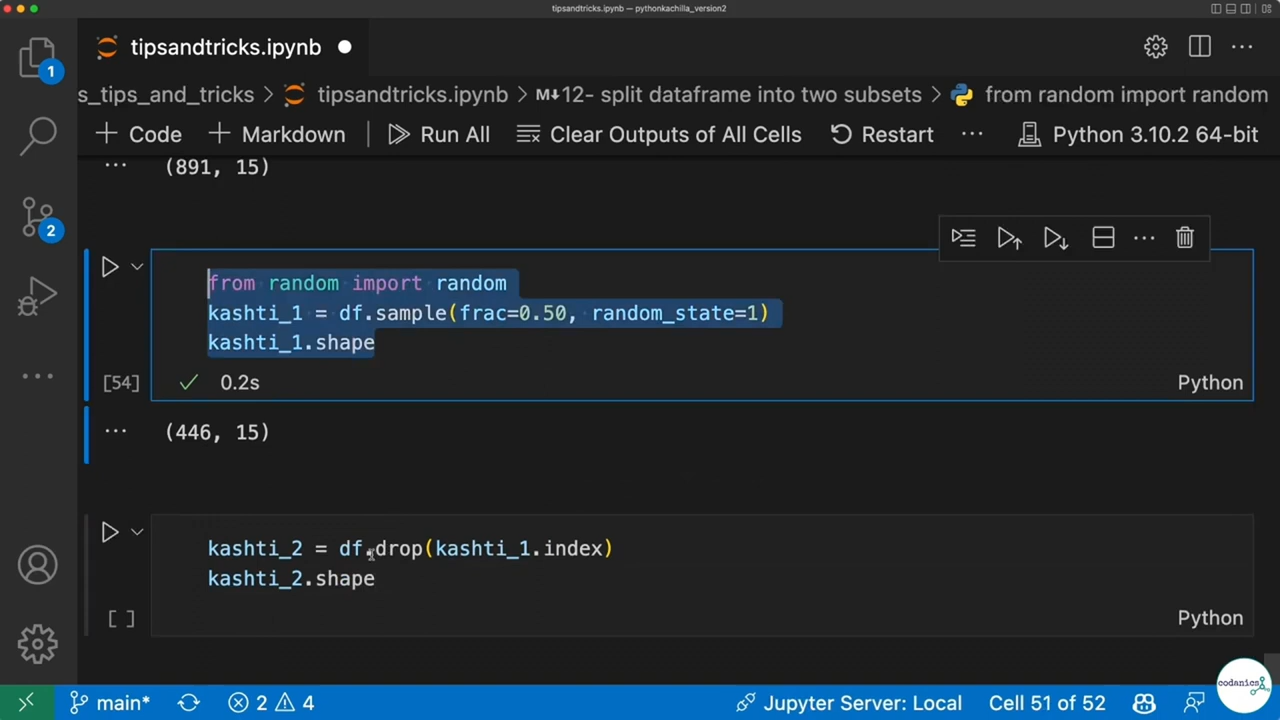 tipsandtricks.ipynb — pythonkachilla_version2
tipsandtricks.ipynb
1
s_tips_and_tricks > tipsandtricks.ipynb > M↓12- split dataframe into two subsets > from random import random
+ Code + Markdown | Run All Clear Outputs of All Cells Restart ... Python 3.10.2 64-bit
... (891, 15)
2
from random import random
kashti_1 = df.sample(frac=0.50, random_state=1)
kashti_1.shape
[54] ✓ 0.2s Python
... (446, 15)
kashti_2 = df.drop(kashti_1.index)
kashti_2.shape
[ ] Python
codanics
main* 2 4 Jupyter Server: Local Cell 51 of 52